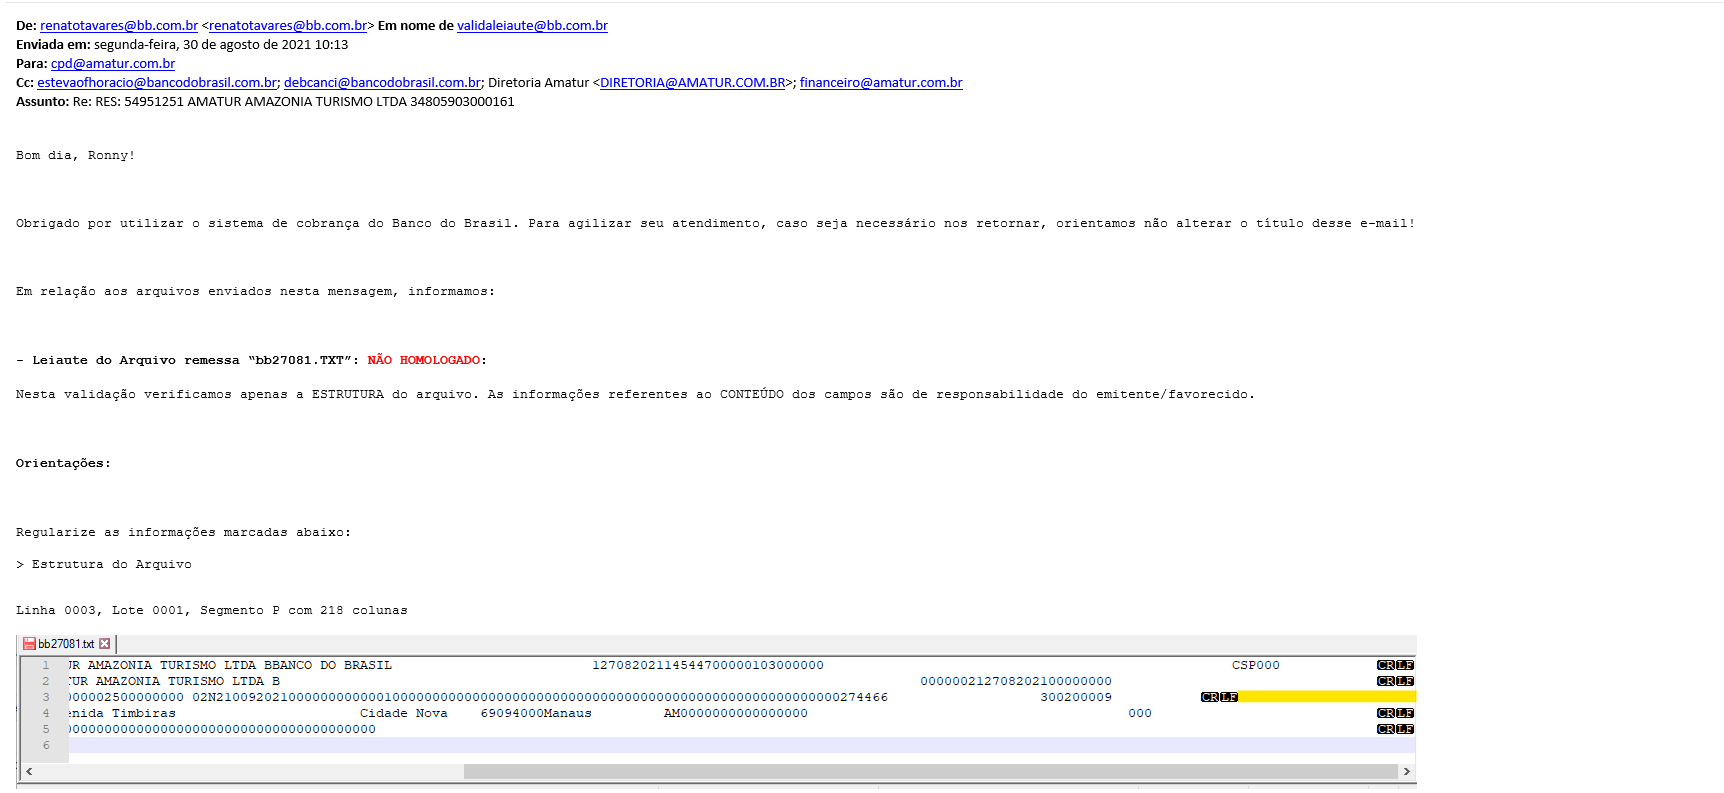 De: renatotavares@bb.com.br <renatotavares@bb.com.br> Em nome de validaleiaute@bb.com.br
Enviada em: segunda-feira, 30 de agosto de 2021 10:13
Para: cpd@amatur.com.br
Cc: estevaofhoracio@bancodobrasil.com.br; debcanci@bancodobrasil.com.br; Diretoria Amatur <DIRETORIA@AMATUR.COM.BR>; financeiro@amatur.com.br
Assunto: Re: RES: 54951251 AMATUR AMAZONIA TURISMO LTDA 34805903000161
Bom dia, Ronny!
Obrigado por utilizar o sistema de cobrança do Banco do Brasil. Para agilizar seu atendimento, caso seja necessário nos retornar, orientamos não alterar o título desse e-mail!
Em relação aos arquivos enviados nesta mensagem, informamos:
- Leiaute do Arquivo remessa “bb27081.TXT”: NÃO HOMOLOGADO:
Nesta validação verificamos apenas a ESTRUTURA do arquivo. As informações referentes ao CONTEÚDO dos campos são de responsabilidade do emitente/favorecido.
Orientações:
Regularize as informações marcadas abaixo:
> Estrutura do Arquivo
Linha 0003, Lote 0001, Segmento P com 218 colunas
bb27081.txt
1 UR AMAZONIA TURISMO LTDA BBANCO DO BRASIL 12708202114544700000103000000 CSP000 CRLF
2 TUR AMAZONIA TURISMO LTDA B 000000212708202100000000 CRLF
3 02N2100920210 274466 300200009 CRLF
4 enida Timbiras Cidade Nova 69094000Manaus AM0000000000000000 000 CRLF
5 CRLF
6